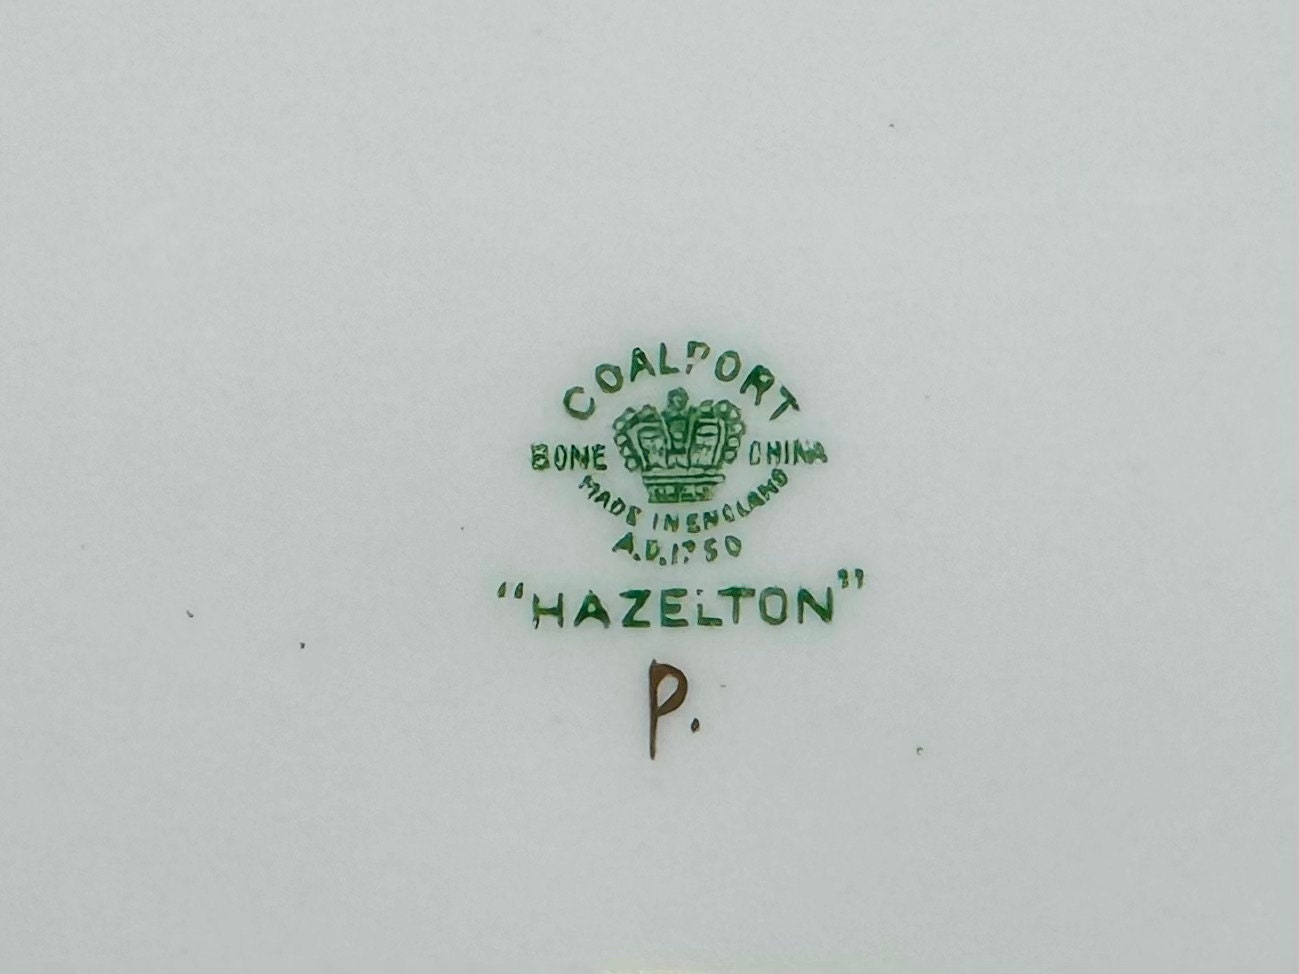 COALPORT
BONE CHINA
MADE IN ENGLAND
A.D.1750
"HAZELTON"
P.